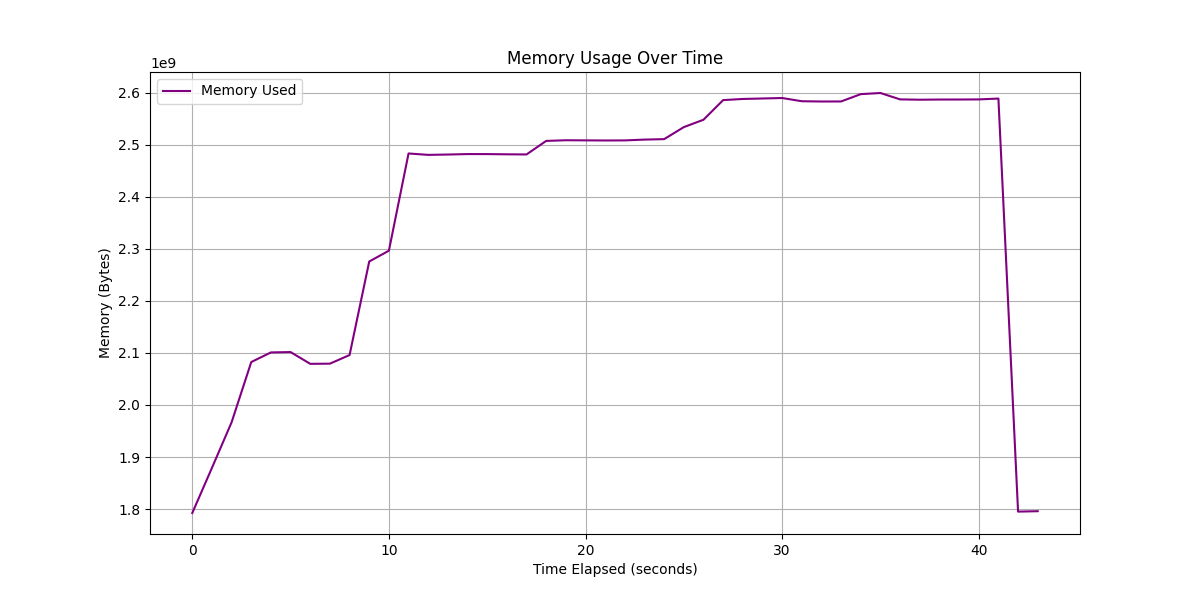 Memory Usage Over Time
1e9
Memory Used
2.6
2.5
2.4
2.3
2.2
2.1
2.0
1.9
1.8
Memory (Bytes)
0 10 20 30 40
Time Elapsed (seconds)